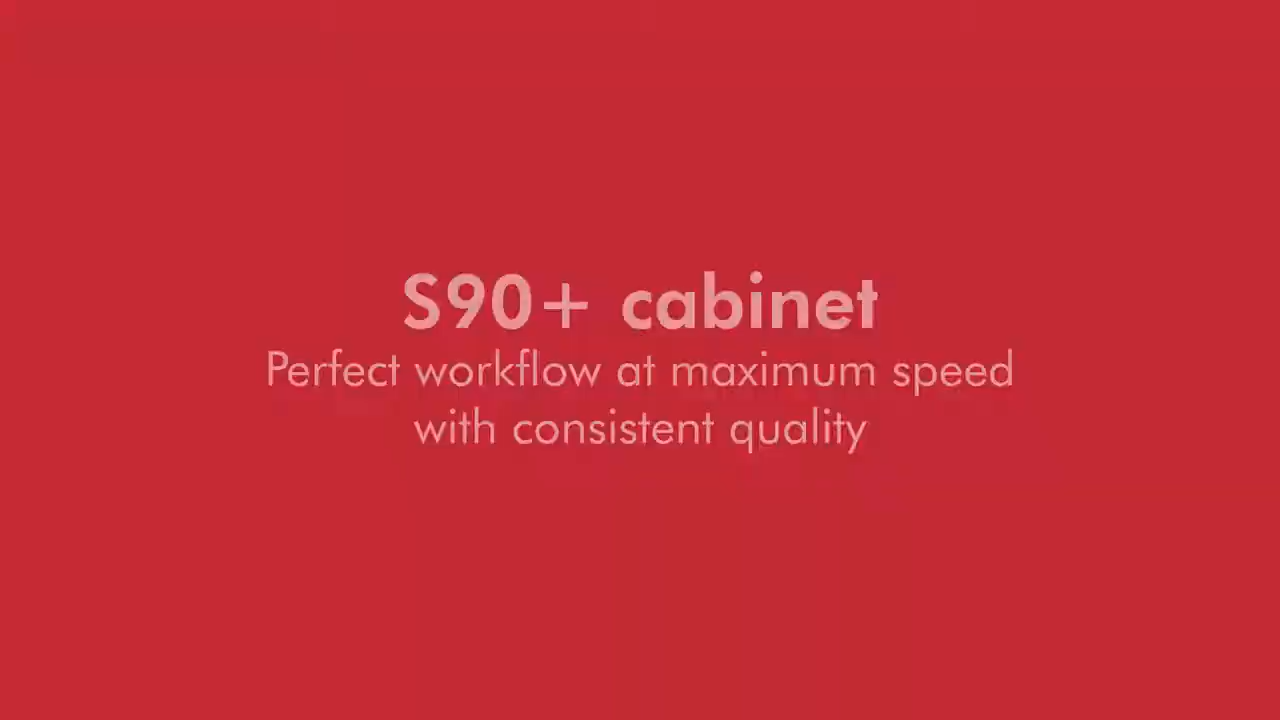 S90+ cabinet
Perfect workflow at maximum speed
with consistent quality